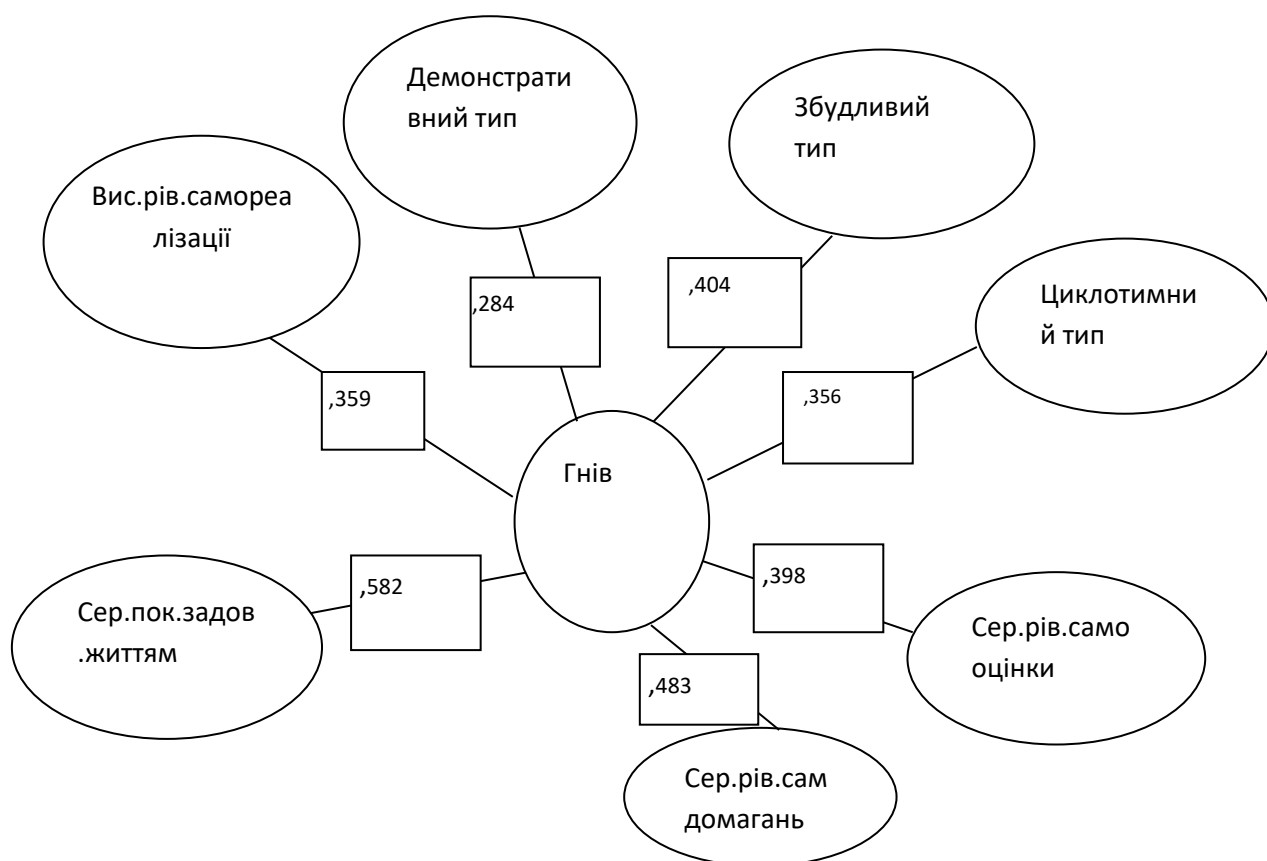 Демонстрати
вний тип
Збудливий
тип
Вис.рів.самореа
лізації
Циклотимни
й тип
,284
,404
,359
,356
Гнів
,582
,398
Сер.пок.задов
.життям
Сер.рів.само
оцінки
,483
Сер.рів.сам
домагань